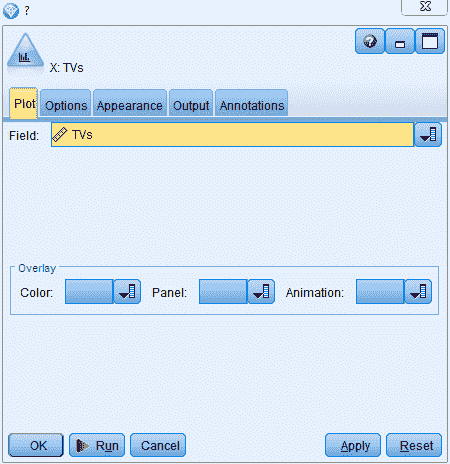 ?
X: TVs
Plot Options Appearance Output Annotations
Field: TVs
Overlay
Color: Panel: Animation:
OK Run Cancel Apply Reset